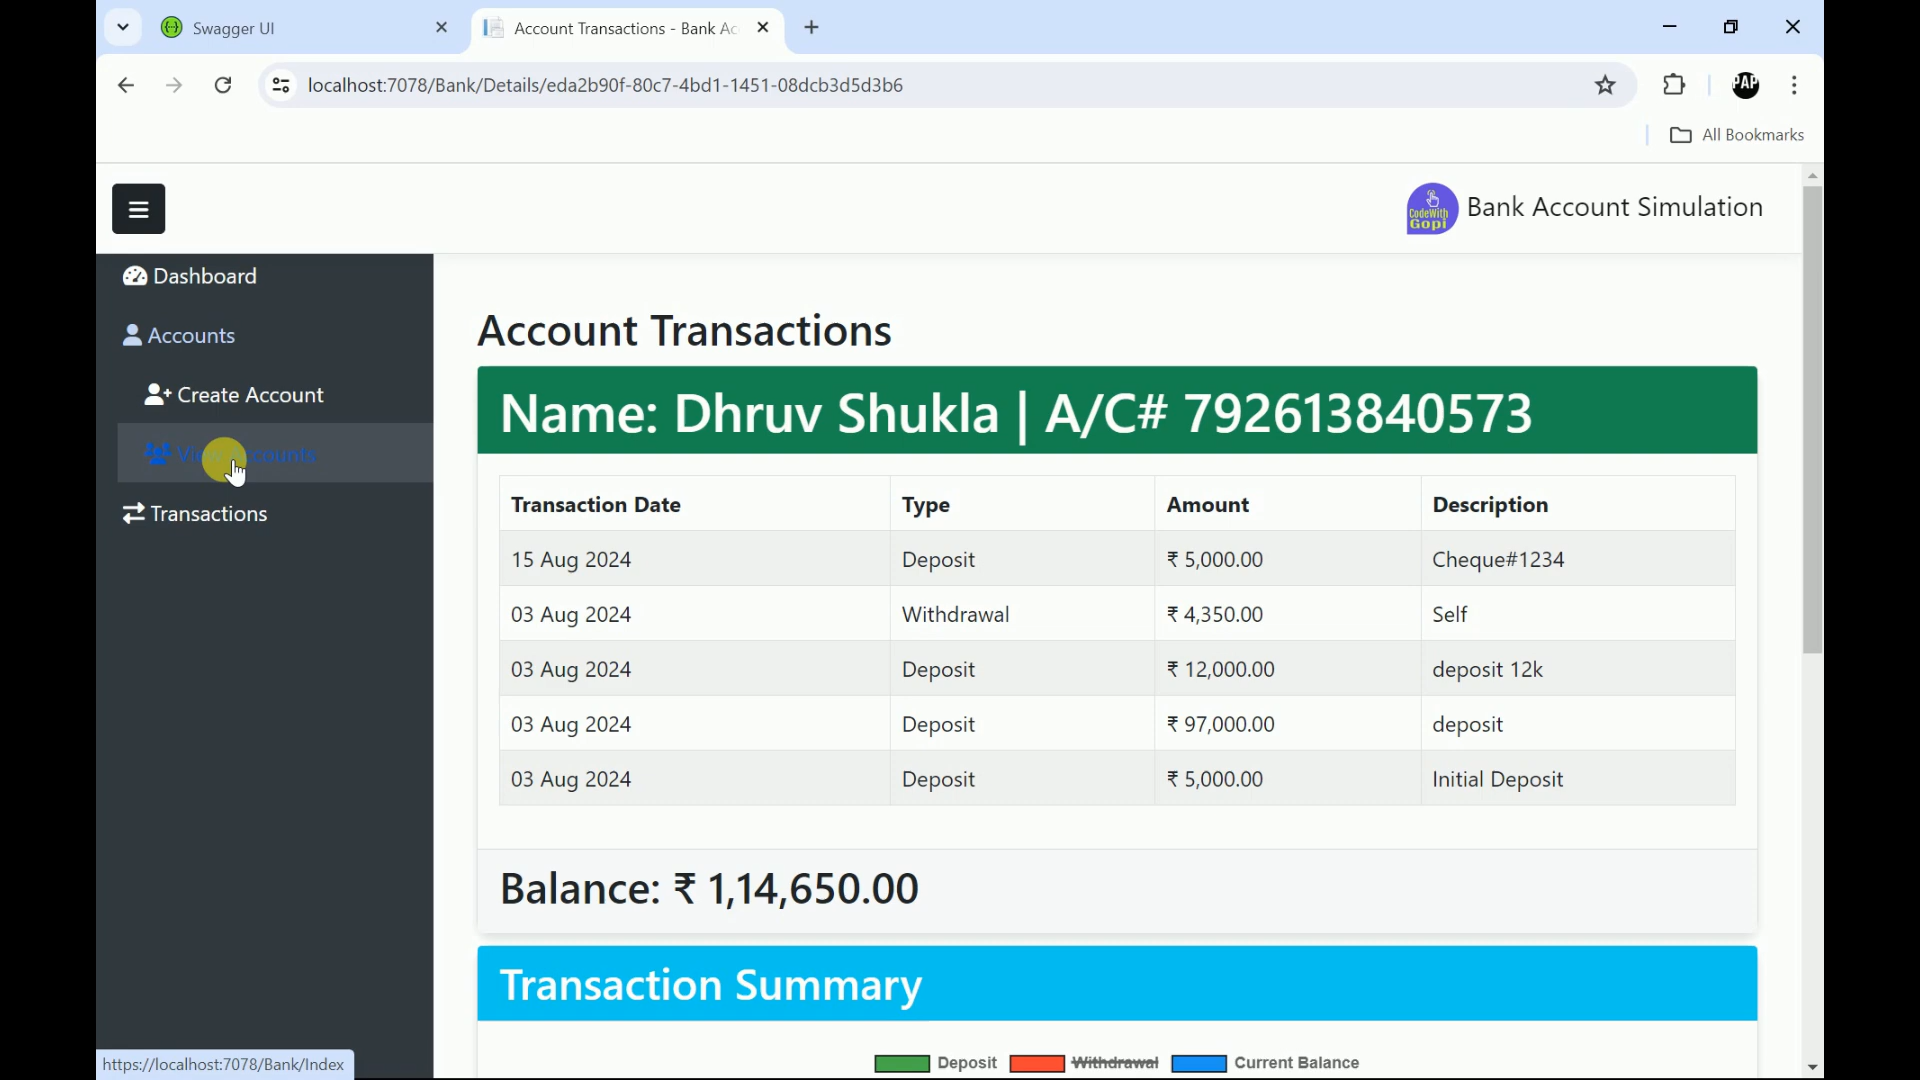 Swagger UI
Account Transactions - Bank Ac
localhost:7078/Bank/Details/eda2b90f-80c7-4bd1-1451-08dcb3d5d3b6
PAP
All Bookmarks
CodeWith
Gopi
Bank Account Simulation
Dashboard
Accounts
Create Account
View Accounts
Transactions
Account Transactions
Name: Dhruv Shukla | A/C# 792613840573
Transaction Date Type Amount Description
15 Aug 2024 Deposit ₹ 5,000.00 Cheque#1234
03 Aug 2024 Withdrawal ₹ 4,350.00 Self
03 Aug 2024 Deposit ₹ 12,000.00 deposit 12k
03 Aug 2024 Deposit ₹ 97,000.00 deposit
03 Aug 2024 Deposit ₹ 5,000.00 Initial Deposit
Balance: ₹ 1,14,650.00
Transaction Summary
Deposit Withdrawal Current Balance
https://localhost:7078/Bank/Index